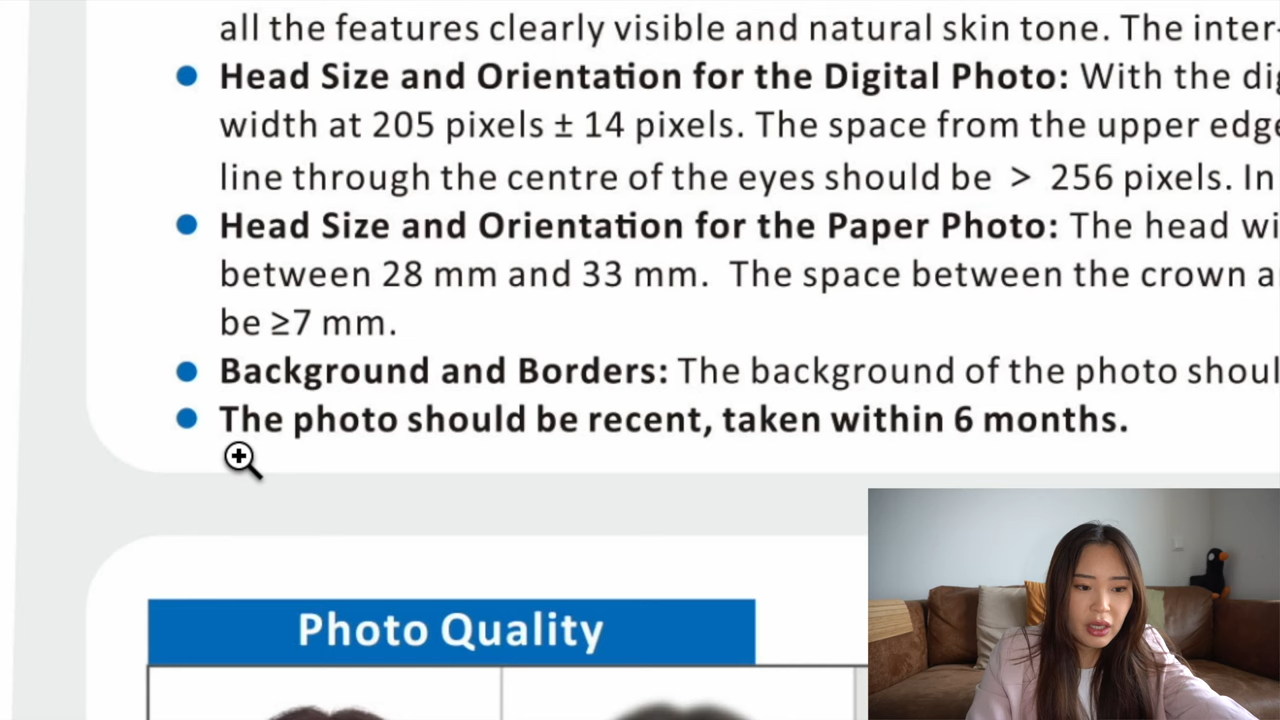 all the features clearly visible and natural skin tone. The inter-
Head Size and Orientation for the Digital Photo: With the
width at 205 pixels ± 14 pixels. The space from the upper
line through the centre of the eyes should be > 256 pixels. In
Head Size and Orientation for the Paper Photo: The head
between 28 mm and 33 mm. The space between the crown
be ≥7 mm.
Background and Borders: The background of the photo
The photo should be recent, taken within 6 months.
Photo Quality